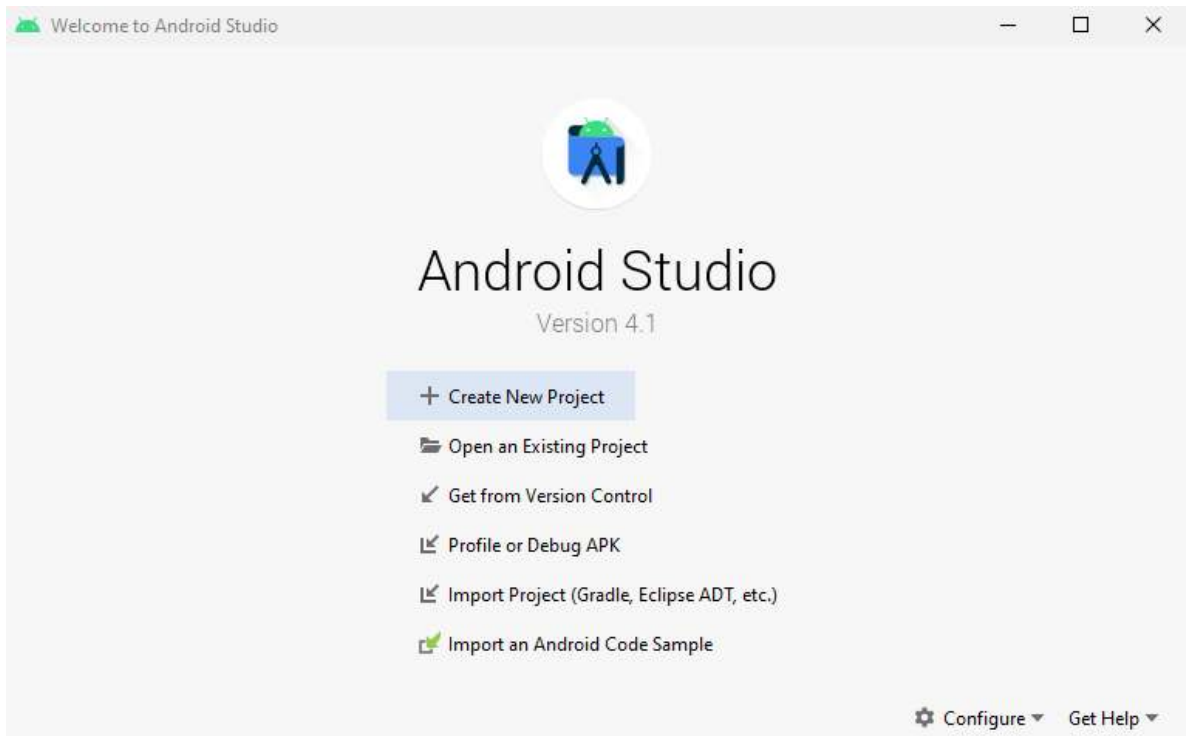 Welcome to Android Studio
Android Studio
Version 4.1
Create New Project
Open an Existing Project
Get from Version Control
Profile or Debug APK
Import Project (Gradle, Eclipse ADT, etc.)
Import an Android Code Sample
Configure Get Help